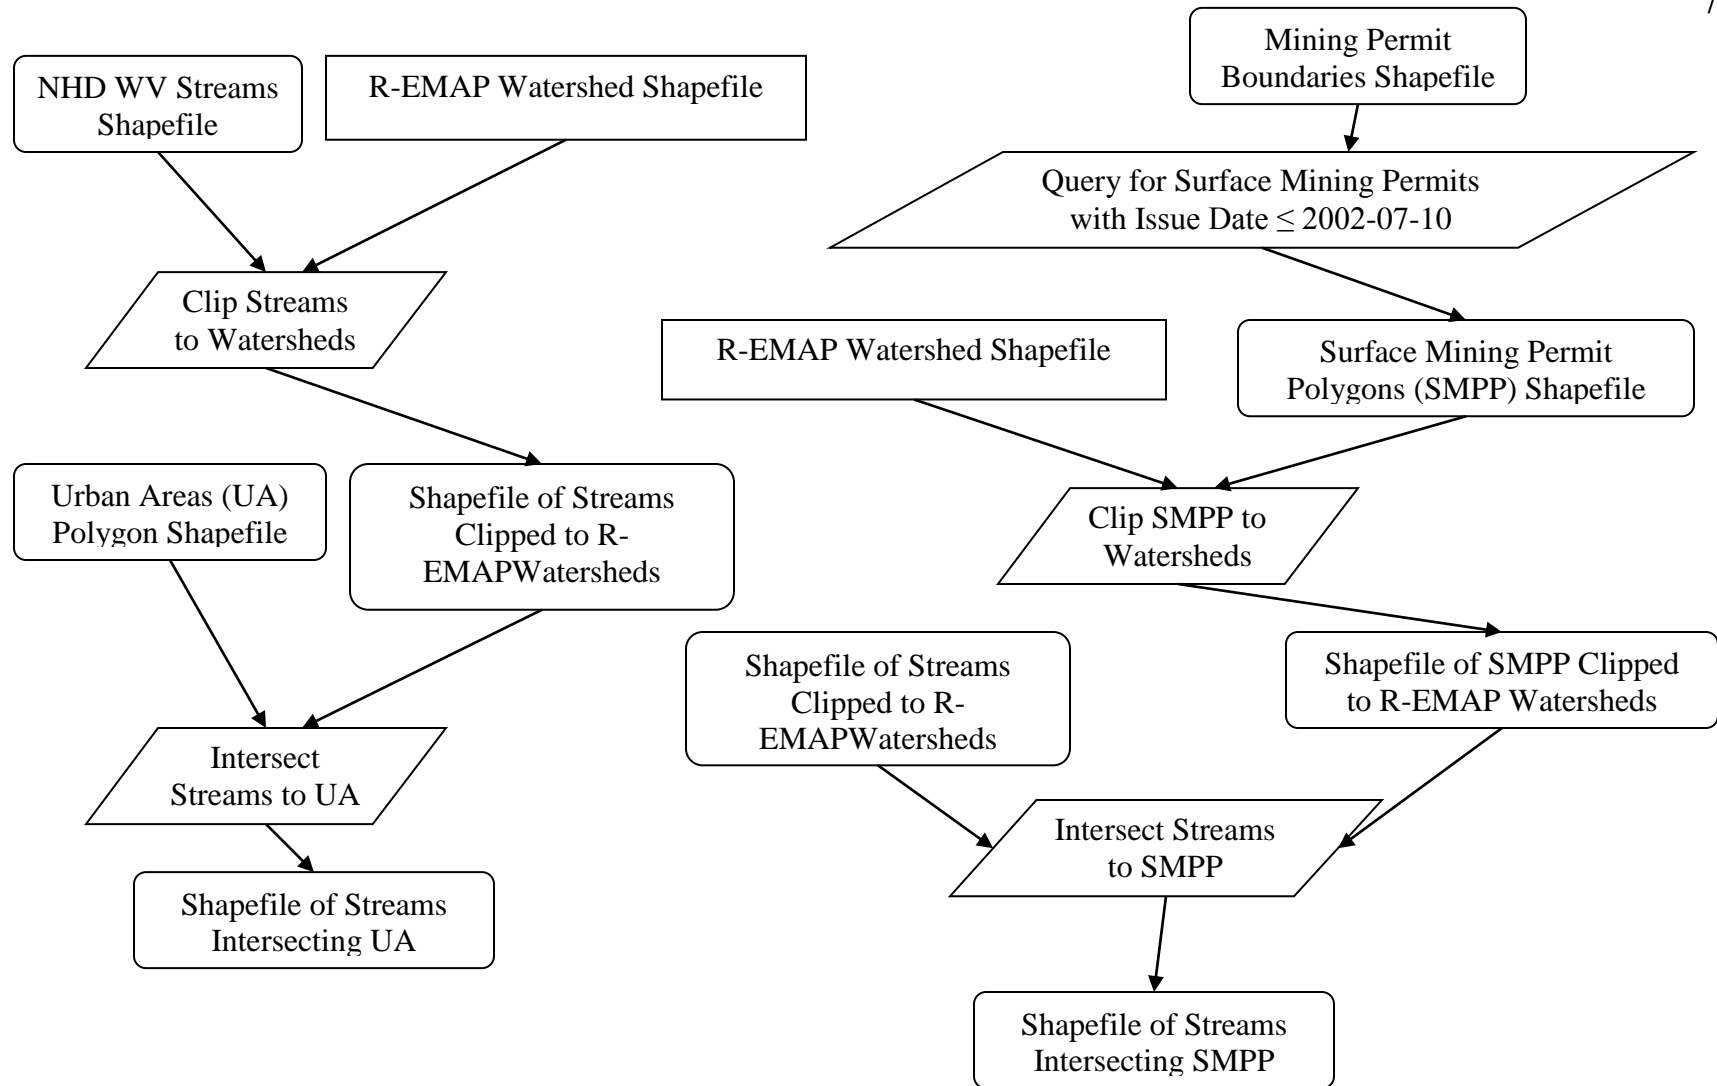 NHD WV Streams
Shapefile
R-EMAP Watershed Shapefile
Mining Permit
Boundaries Shapefile
Query for Surface Mining Permits
with Issue Date ≤ 2002-07-10
Clip Streams
to Watersheds
R-EMAP Watershed Shapefile
Surface Mining Permit
Polygons (SMPP) Shapefile
Urban Areas (UA)
Polygon Shapefile
Shapefile of Streams
Clipped to R-
EMAPWatersheds
Clip SMPP to
Watersheds
Shapefile of Streams
Clipped to R-
EMAPWatersheds
Shapefile of SMPP Clipped
to R-EMAP Watersheds
Intersect
Streams to UA
Intersect Streams
to SMPP
Shapefile of Streams
Intersecting UA
Shapefile of Streams
Intersecting SMPP